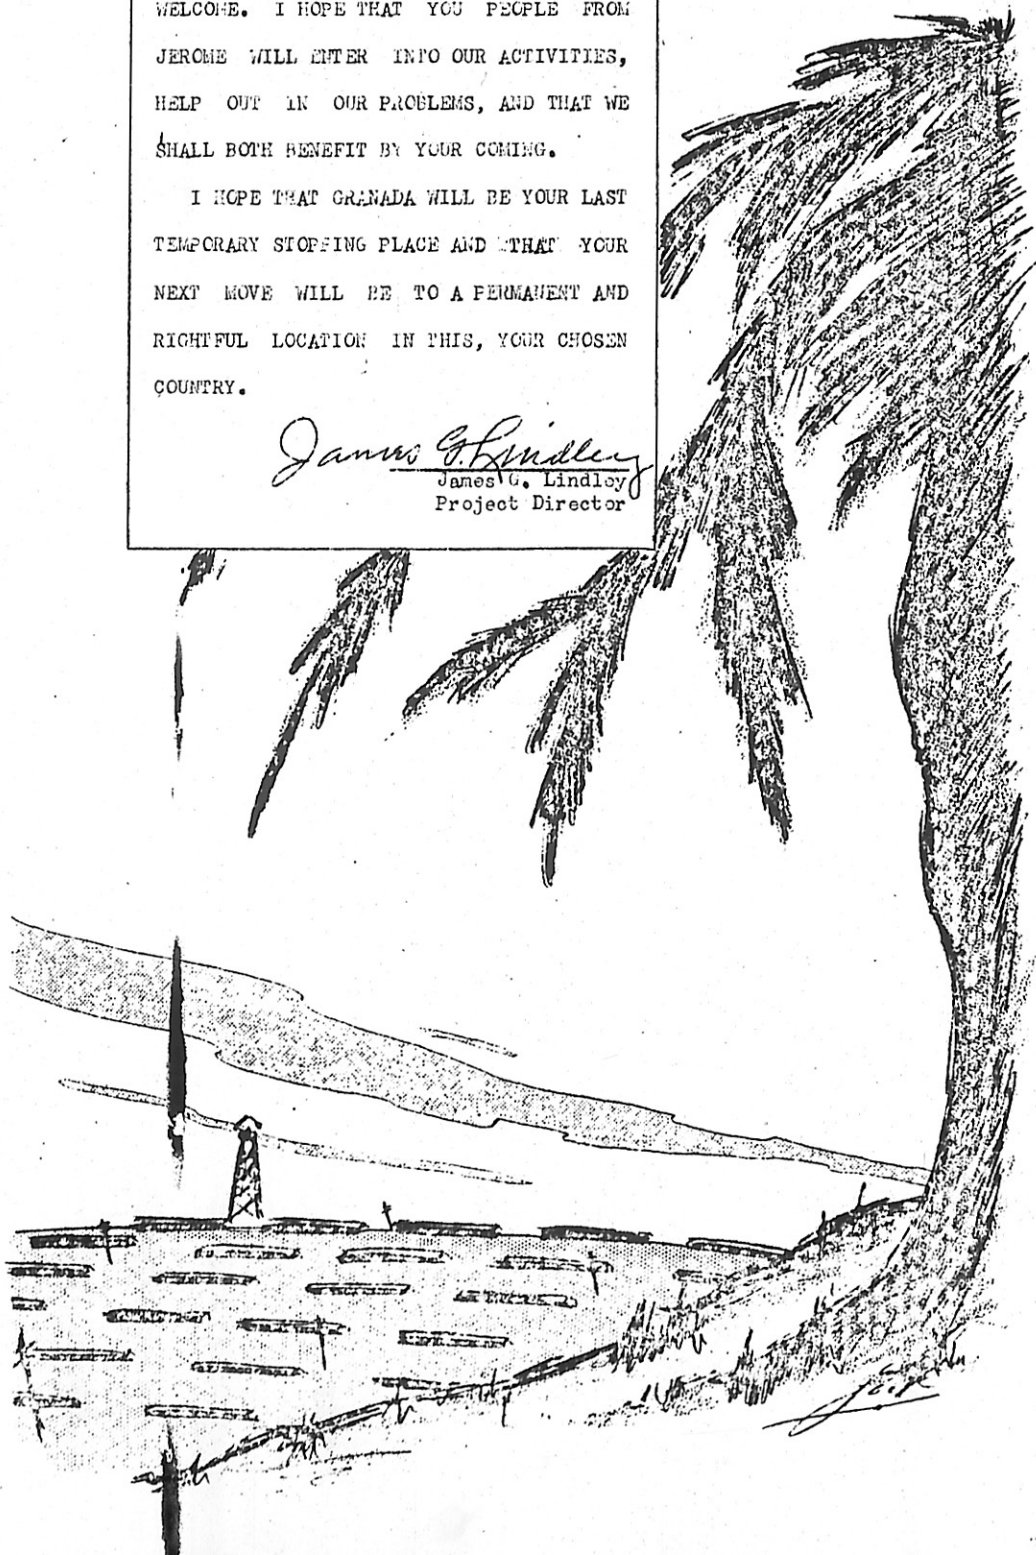 WELCOME. I HOPE THAT YOU PEOPLE FROM
JEROME WILL ENTER INTO OUR ACTIVITIES,
HELP OUT IN OUR PROBLEMS, AND THAT WE
SHALL BOTH BENEFIT BY YOUR COMING.
I HOPE THAT GRANADA WILL BE YOUR LAST
TEMPORARY STOPPING PLACE AND THAT YOUR
NEXT MOVE WILL BE TO A PERMANENT AND
RIGHTFUL LOCATION IN THIS, YOUR CHOSEN
COUNTRY.
James G. Lindley
James G. Lindley
Project Director